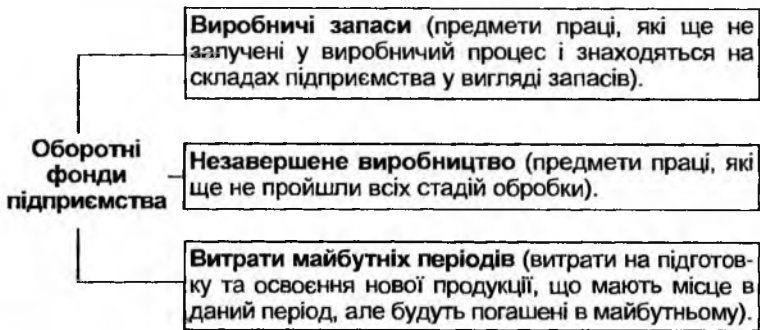 Виробничі запаси (предмети праці, які ще не
запучені у виробничий процес і знаходяться на
складах підприємства у вигляді запасів).
Оборотні
фонди
підприємства
Незавершене виробництво (предмети праці, які
ще не пройшли всіх стадій обробки).
Витрати майбутніх періодів (витрати на підготов-
ку та освоєння нової продукції, що мають місце в
даний період, але будуть погашені в майбутньому).